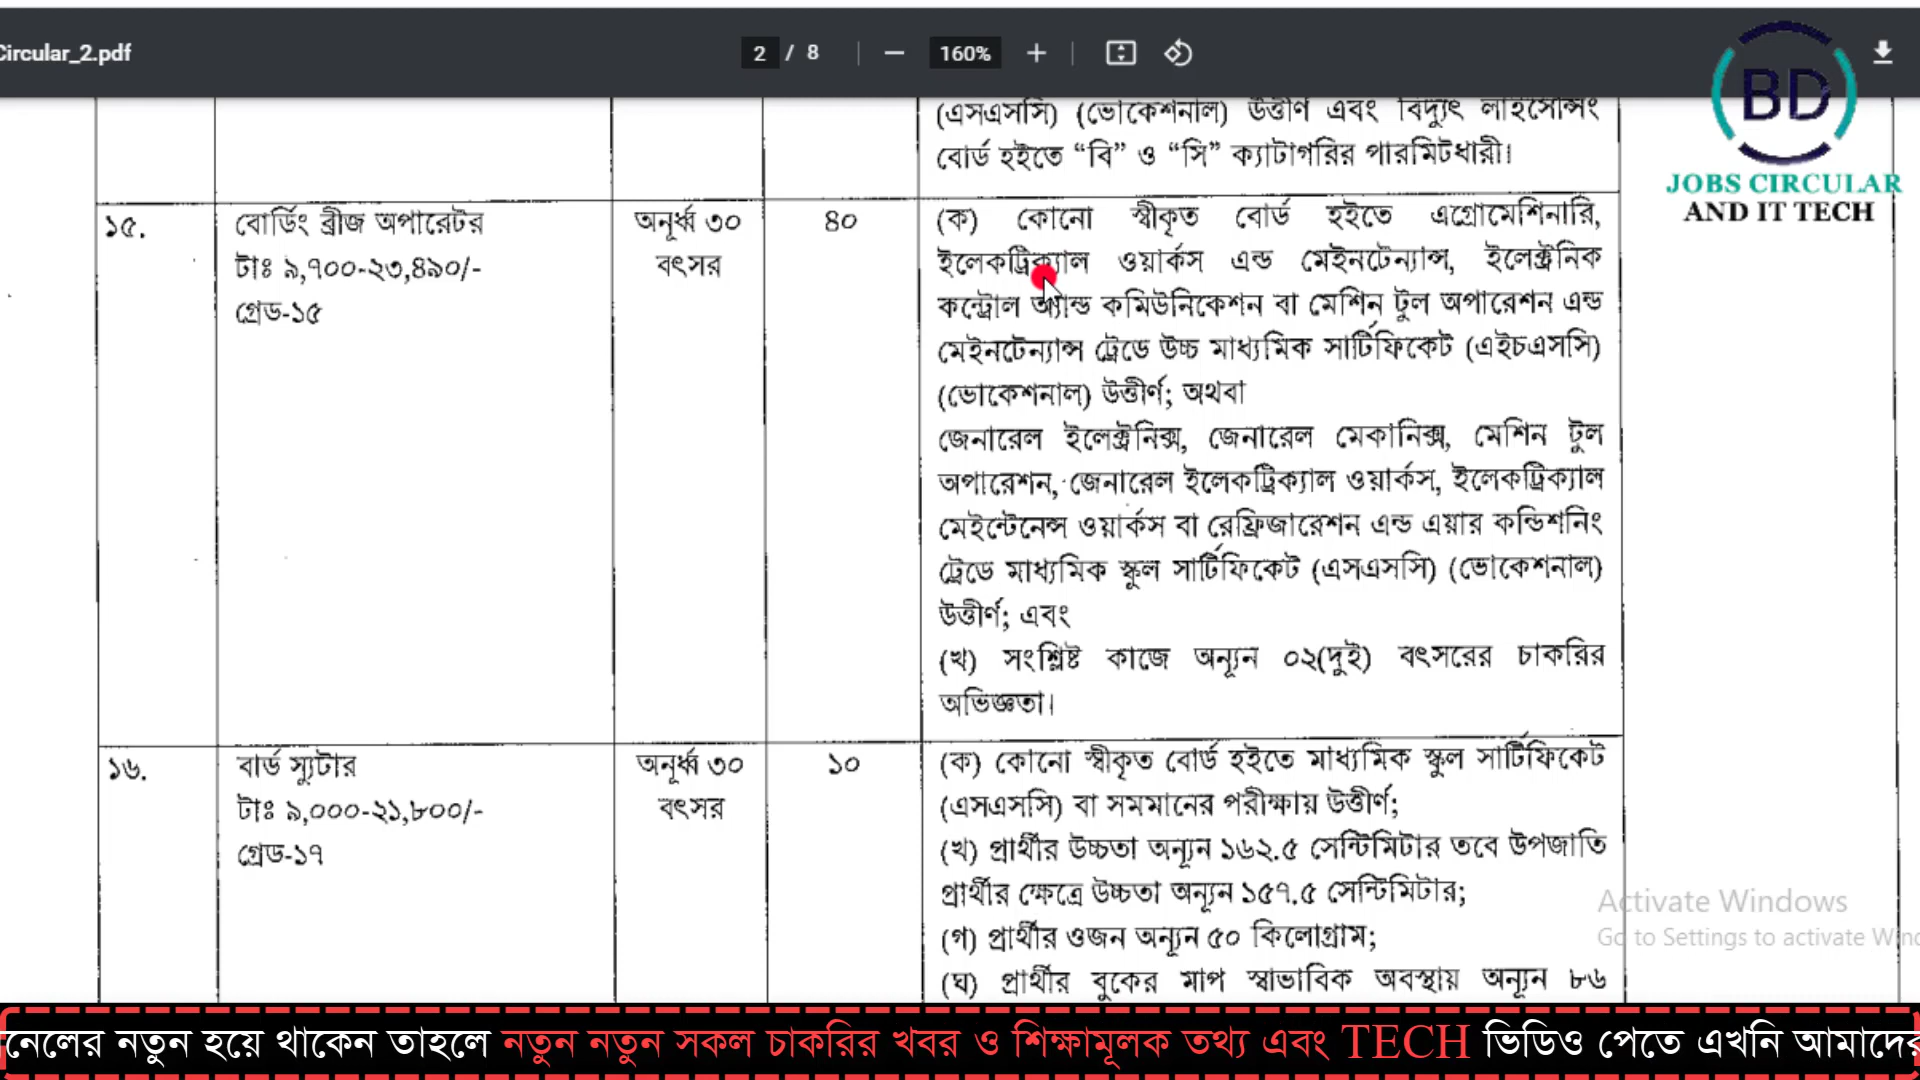 Circular_2.pdf
2 / 8
160%
BD
JOBS CIRCULAR
AND IT TECH
(এসএসসি) (ভোকেশনাল) উত্তীর্ণ এবং বিদ্যুৎ লাইসেন্সিং
বোর্ড হইতে “বি” ও “সি” ক্যাটাগরির পারমিটধারী।
১৫.
বোর্ডিং ব্রীজ অপারেটর
টাঃ ৯,৭০০-২৩,৪৯০/-
গ্রেড-১৫
অনূর্ধ্ব ৩০
বৎসর
৪০
(ক) কোনো স্বীকৃত বোর্ড হইতে এগ্রোমেশিনারি,
ইলেকট্রিক্যাল ওয়ার্কস এন্ড মেইনটেন্যান্স, ইলেক্ট্রনিক
কন্ট্রোল অ্যান্ড কমিউনিকেশন বা মেশিন টুল অপারেশন এন্ড
মেইনটেন্যান্স ট্রেডে উচ্চ মাধ্যমিক সার্টিফিকেট (এইচএসসি)
(ভোকেশনাল) উত্তীর্ণ; অথবা
জেনারেল ইলেক্ট্রনিক্স, জেনারেল মেকানিক্স, মেশিন টুল
অপারেশন, জেনারেল ইলেকট্রিক্যাল ওয়ার্কস, ইলেকট্রিক্যাল
মেইন্টেনেন্স ওয়ার্কস বা রেফ্রিজারেশন এন্ড এয়ার কন্ডিশনিং
ট্রেডে মাধ্যমিক স্কুল সার্টিফিকেট (এসএসসি) (ভোকেশনাল)
উত্তীর্ণ; এবং
(খ) সংশ্লিষ্ট কাজে অন্যূন ০২(দুই) বৎসরের চাকরির
অভিজ্ঞতা।
১৬.
বার্ড স্যুটার
টাঃ ৯,০০০-২১,৮০০/-
গ্রেড-১৭
অনূর্ধ্ব ৩০
বৎসর
১০
(ক) কোনো স্বীকৃত বোর্ড হইতে মাধ্যমিক স্কুল সার্টিফিকেট
(এসএসসি) বা সমমানের পরীক্ষায় উত্তীর্ণ;
(খ) প্রার্থীর উচ্চতা অন্যূন ১৬২.৫ সেন্টিমিটার তবে উপজাতি
প্রার্থীর ক্ষেত্রে উচ্চতা অন্যূন ১৫৭.৫ সেন্টিমিটার;
(গ) প্রার্থীর ওজন অন্যূন ৫০ কিলোগ্রাম;
(ঘ) প্রার্থীর বুকের মাপ স্বাভাবিক অবস্থায় অন্যূন ৮৬
Activate Windows
Go to Settings to activate Win
নেলের নতুন হয়ে থাকেন তাহলে নতুন নতুন সকল চাকরির খবর ও শিক্ষামূলক তথ্য এবং TECH ভিডিও পেতে এখনি আমাদের